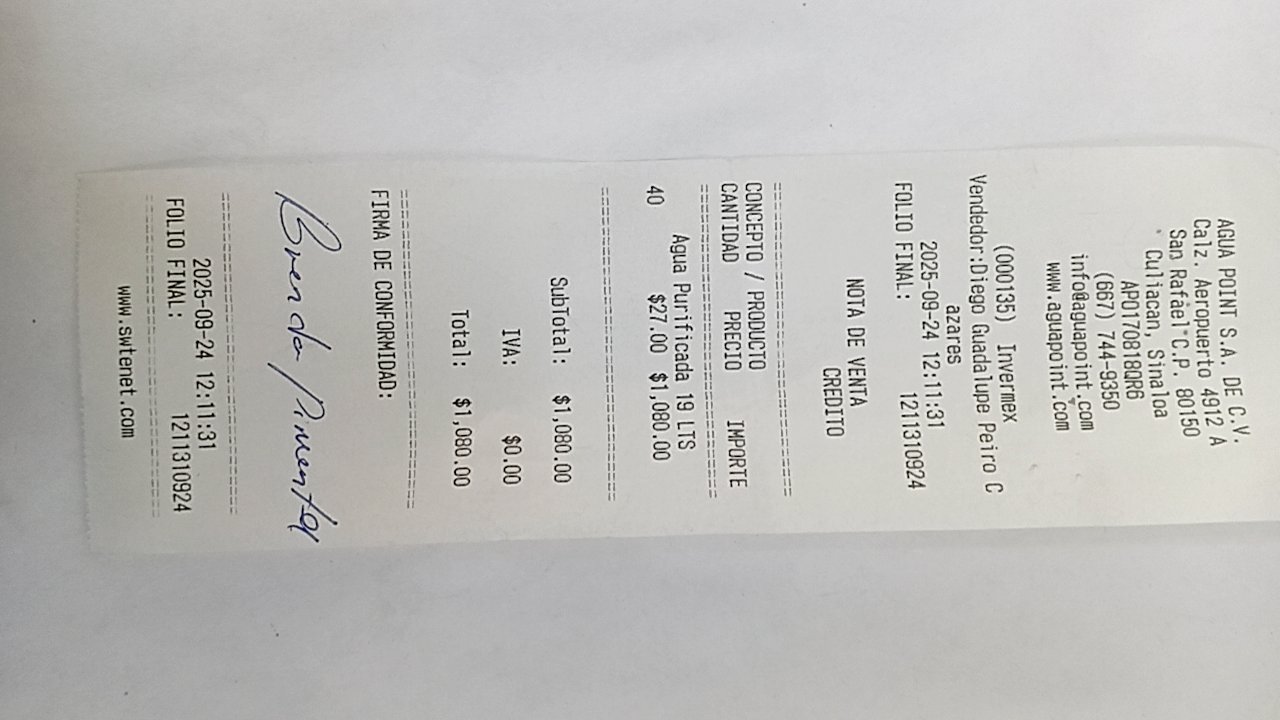 AGUA POINT S.A. DE C.V.
Calz. Aeropuerto 4912 A
San Rafael C.P. 80150
Culiacan, Sinaloa
APO170818QR6
(667) 744-9350
info@aguapoint.com
www.aguapoint.com
(000135) Invermex
Vendedor:Diego Guadalupe Peiro C
azares
2025-09-24 12:11:31
FOLIO FINAL: 1211310924
NOTA DE VENTA
CREDITO
CONCEPTO / PRODUCTO
CANTIDAD PRECIO IMPORTE
Agua Purificada 19 LTS
40 $27.00 $1,080.00
SubTotal: $1,080.00
IVA: $0.00
Total: $1,080.00
FIRMA DE CONFORMIDAD:
Brenda Pimentel
2025-09-24 12:11:31
FOLIO FINAL: 1211310924
www.swtenet.com